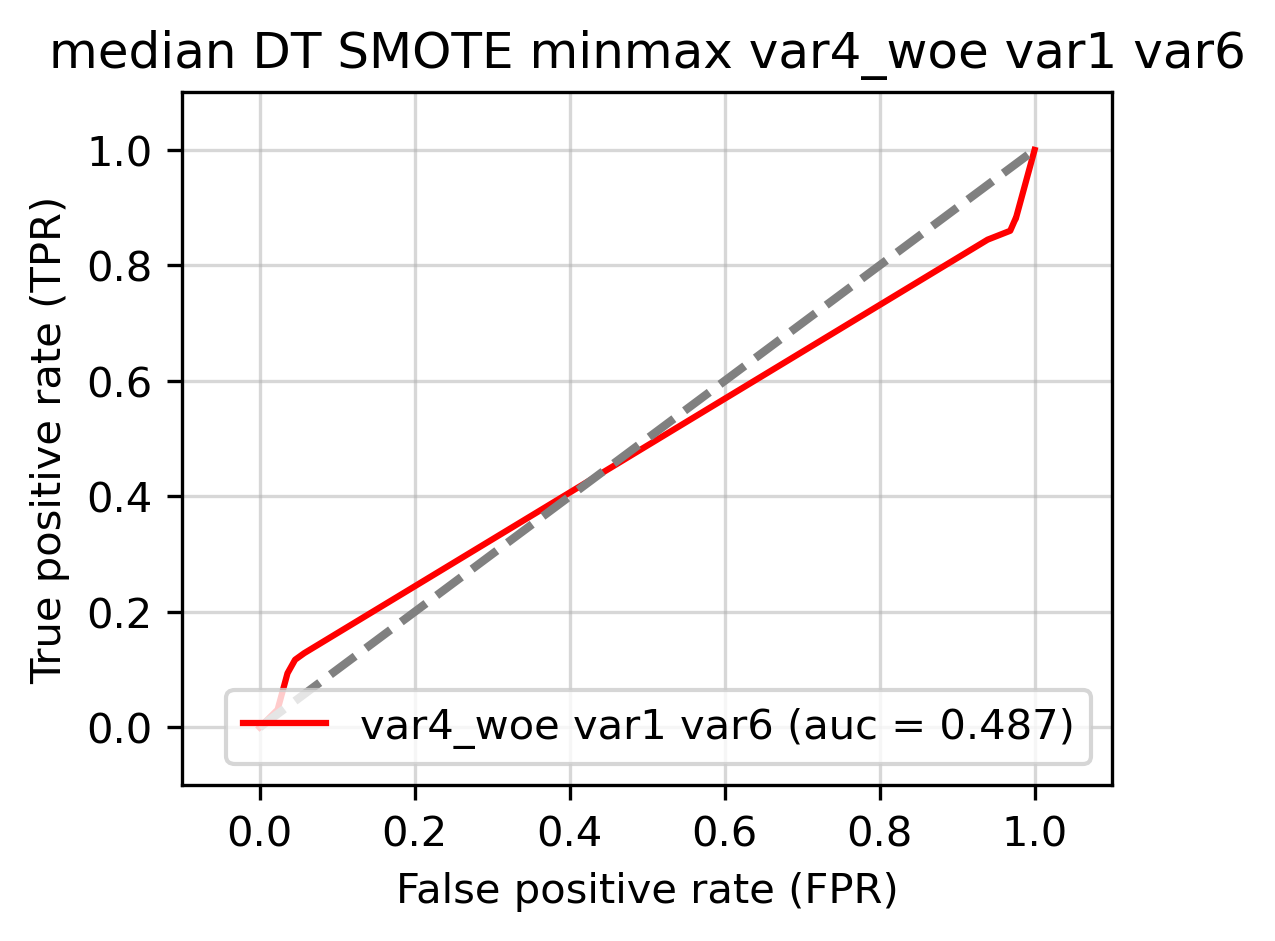 median DT SMOTE minmax var4_woe var1 var6
True positive rate (TPR)
1.0
0.8
0.6
0.4
0.2
0.0
var4_woe var1 var6 (auc = 0.487)
0.0 0.2 0.4 0.6 0.8 1.0
False positive rate (FPR)